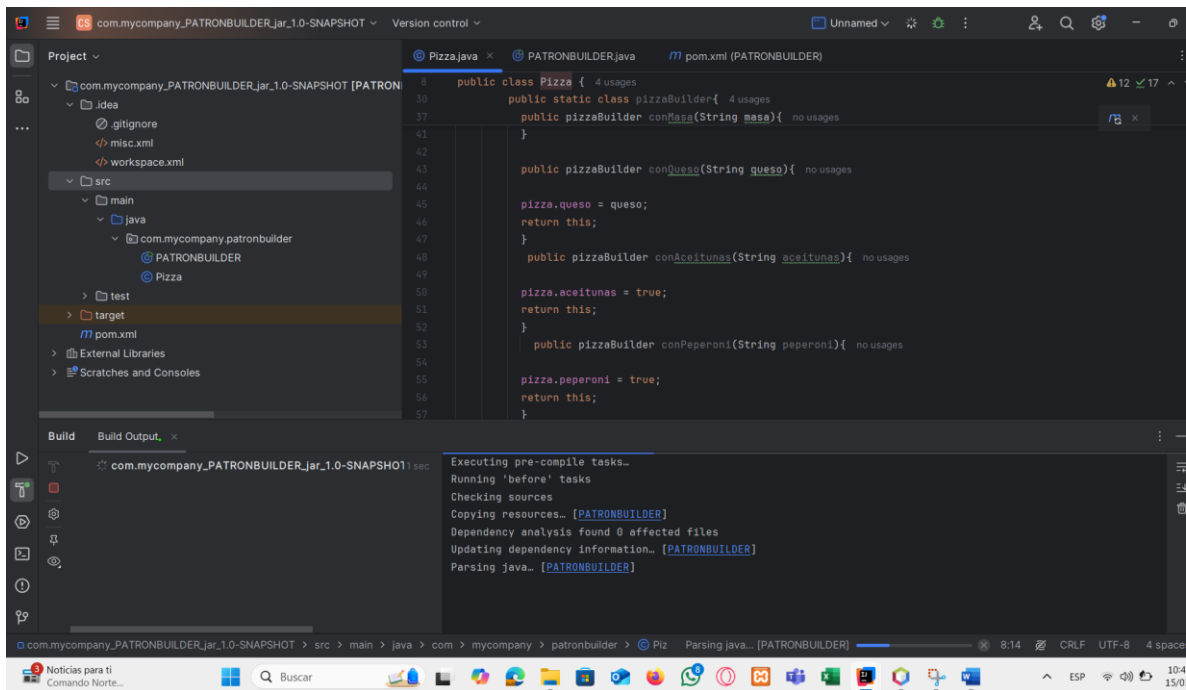 CS com.mycompany_PATRONBUILDER_jar_1.0-SNAPSHOT Version control Unnamed
Project
com.mycompany_PATRONBUILDER_jar_1.0-SNAPSHOT [PATRON
.idea
.gitignore
misc.xml
workspace.xml
src
main
java
com.mycompany.patronbuilder
PATRONBUILDER
Pizza
test
target
pom.xml
External Libraries
Scratches and Consoles
Pizza.java × PATRONBUILDER.java pom.xml (PATRONBUILDER)
12 17
8 public class Pizza { 4 usages
30 public static class pizzaBuilder{ 4 usages
37 public pizzaBuilder conMasa(String masa){ no usages
41 }
42
43 public pizzaBuilder conQueso(String queso){ no usages
44
45 pizza.queso = queso;
46 return this;
47 }
48 public pizzaBuilder conAceitunas(String aceitunas){ no usages
49
50 pizza.aceitunas = true;
51 return this;
52 }
53 public pizzaBuilder conPeperoni(String peperoni){ no usages
54
55 pizza.peperoni = true;
56 return this;
57 }
Build Build Output ×
com.mycompany_PATRONBUILDER_jar_1.0-SNAPSHOT 1 sec
Executing pre-compile tasks…
Running 'before' tasks
Checking sources
Copying resources… [PATRONBUILDER]
Dependency analysis found 0 affected files
Updating dependency information… [PATRONBUILDER]
Parsing java… [PATRONBUILDER]
com.mycompany_PATRONBUILDER_jar_1.0-SNAPSHOT > src > main > java > com > mycompany > patronbuilder > Piz Parsing java… [PATRONBUILDER] 8:14 CRLF UTF-8 4 space
3 Noticias para ti
Comando Norte...
Buscar
8
ESP
10:4
15/0